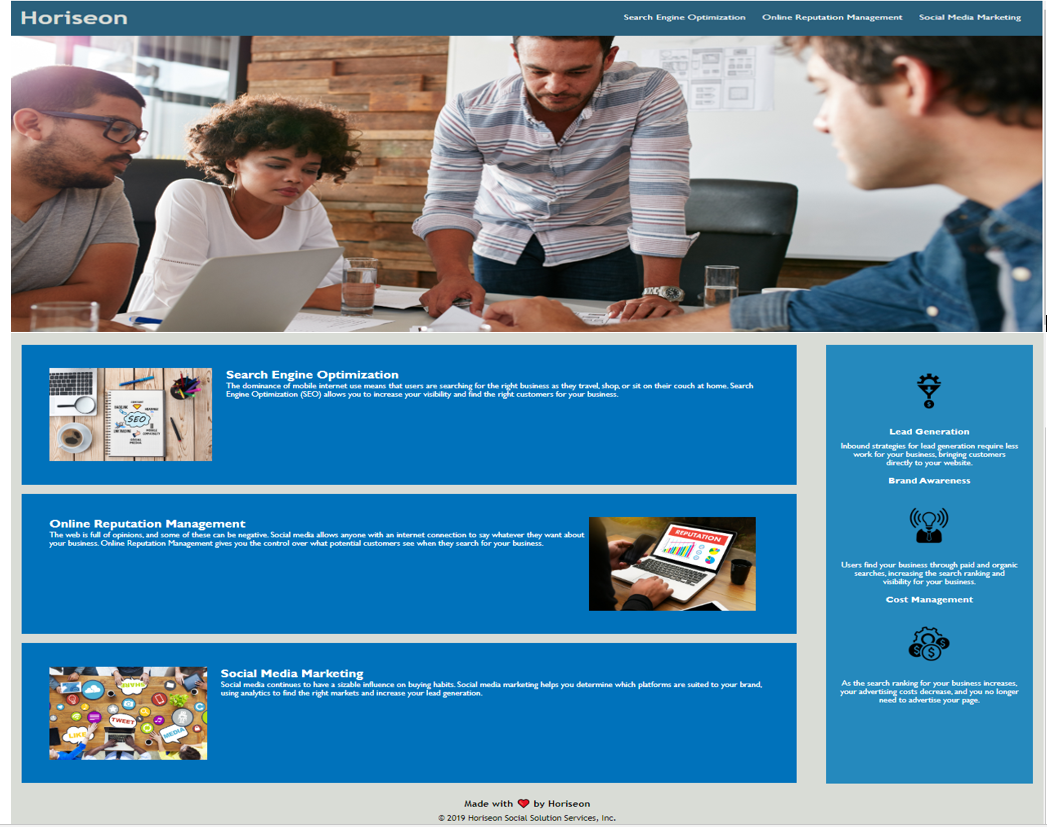 Horiseon
Search Engine Optimization Online Reputation Management Social Media Marketing
SEO
Search Engine Optimization
The dominance of mobile internet use means that users are searching for the right business as they travel, shop, or sit on their couch at home. Search
Engine Optimization (SEO) allows you to increase your visibility and find the right customers for your business.
Online Reputation Management
The web is full of opinions, and some of these can be negative. Social media allows anyone with an internet connection to say whatever they want about
your business. Online Reputation Management gives you the control over what potential customers see when they search for your business.
REPUTATION
SHARE
TWEET
LIKE
MEDIA
Social Media Marketing
Social media continues to have a sizable influence on buying habits. Social media marketing helps you determine which platforms are suited to your brand,
using analytics to find the right markets and increase your lead generation.
Lead Generation
Inbound strategies for lead generation require less
work for your business, bringing customers
directly to your website.
Brand Awareness
Users find your business through paid and organic
searches, increasing the search ranking and
visibility for your business.
Cost Management
As the search ranking for your business increases,
your advertising costs decrease, and you no longer
need to advertise your page.
Made with ❤ by Horiseon
© 2019 Horiseon Social Solution Services, Inc.